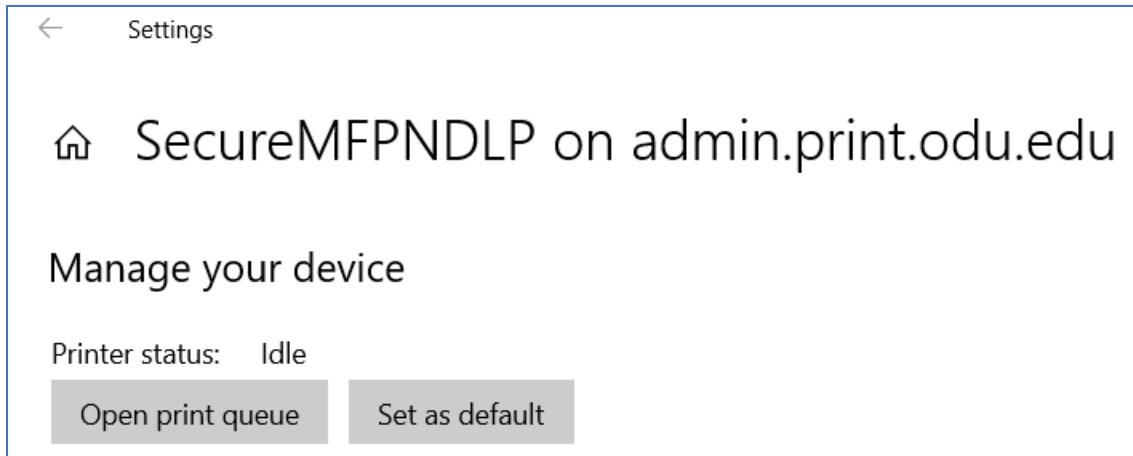 Settings
SecureMFPNDLP on admin.print.odu.edu
Manage your device
Printer status: Idle
Open print queue Set as default